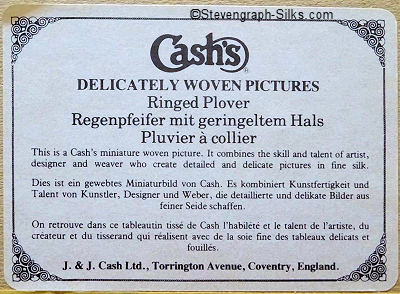 ©Stevengraph-Silks.com
Cash's®
DELICATELY WOVEN PICTURES
Ringed Plover
Regenpfeifer mit geringeltem Hals
Pluvier à collier
This is a Cash's miniature woven picture. It combines the skill and talent of artist,
designer and weaver who create detailed and delicate pictures in fine silk.
Dies ist ein gewebtes Miniaturbild von Cash. Es kombiniert Kunstfertigkeit und
Talent von Kunstler, Designer und Weber, die detaillierte und delikate Bilder aus
feiner Seide schaffen.
On retrouve dans ce tableautin tissé de Cash l'habilété et le talent de l'artiste, du
créateur et du tisserand qui réalisent avec de la soie fine des tableaux delicats et
fouillés.
J. & J. Cash Ltd., Torrington Avenue, Coventry, England.